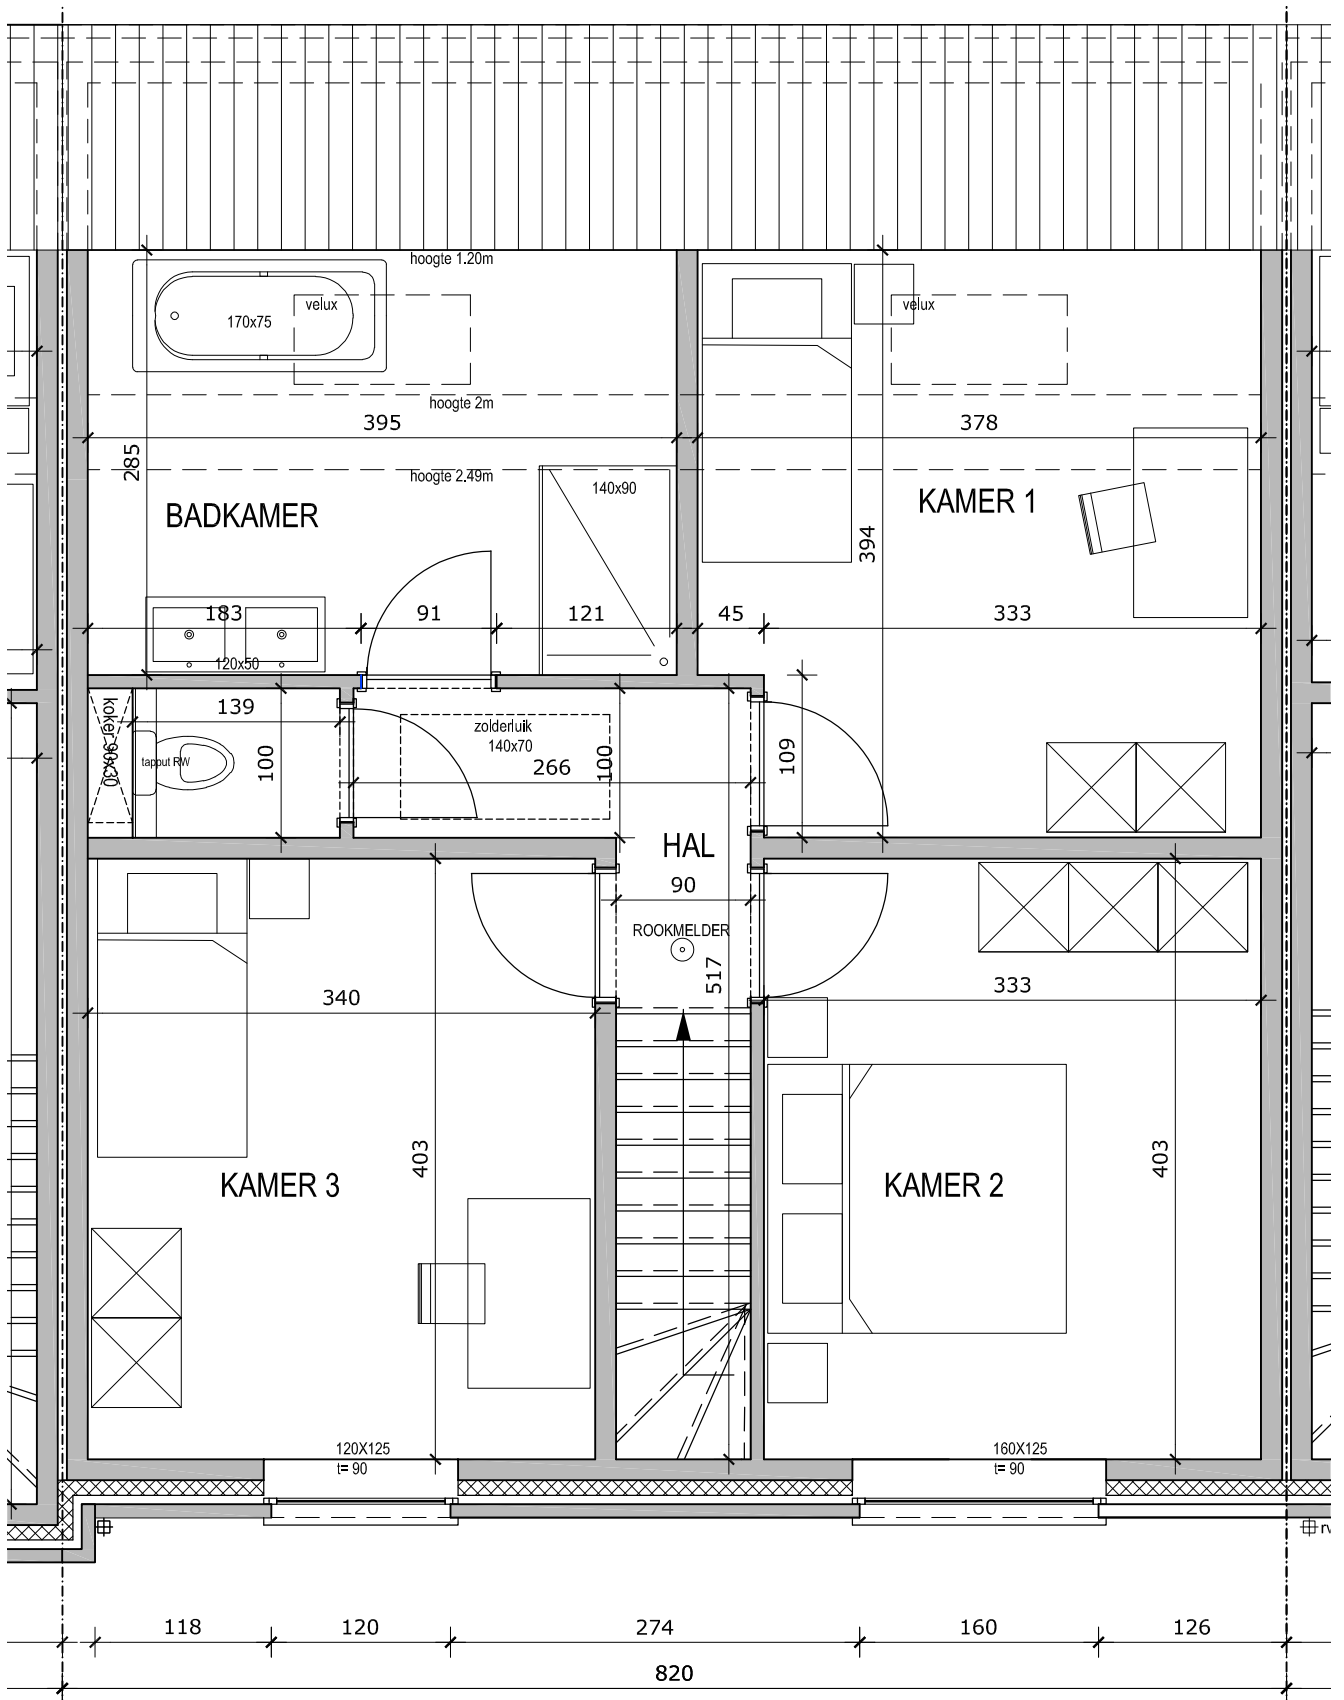 hoogte 1.20m
velux
velux
170x75
hoogte 2m
395
378
285
hoogte 2.49m
140x90
BADKAMER
KAMER 1
394
183
91
121
45
333
120x50
koker 90x30
139
zolderluik
140x70
tapput RW
100
266
100
109
HAL
90
ROOKMELDER
517
340
333
403
403
KAMER 3
KAMER 2
120X125
t= 90
160X125
t= 90
118
120
274
160
126
820